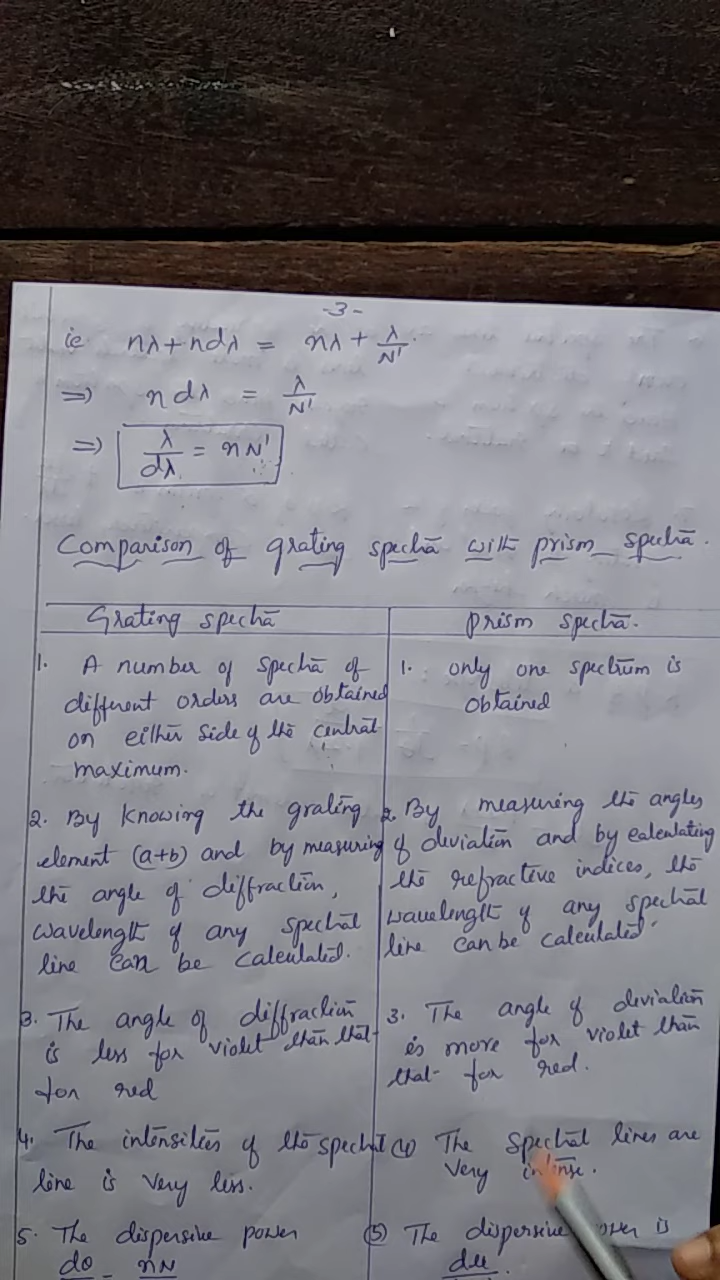 -3-
ie nλ+ndλ = nλ + λ/N'.
=> n dλ = λ/N'
=> λ/dλ = nN'
Comparison of grating spectra with prism spectra.
Grating spectra
1. A number of spectra of
different orders are obtained
on either side of the central
maximum.
2. By knowing the grating
element (a+b) and by measuring
the angle of diffraction,
wavelength of any spectral
line can be calculated.
3. The angle of diffraction
is less for violet than that
for red
4. The intensities of the spectral
line is very less.
5. The dispersive power
dθ = nN
Prism spectra.
1. only one spectrum is
obtained
2. By measuring the angles
of deviation and by calculating
the refractive indices, the
wavelength of any spectral
line can be calculated.
3. The angle of deviation
is more for violet than
that for red.
(4) The spectral lines are
very intense.
(5) The dispersive power is
dμ